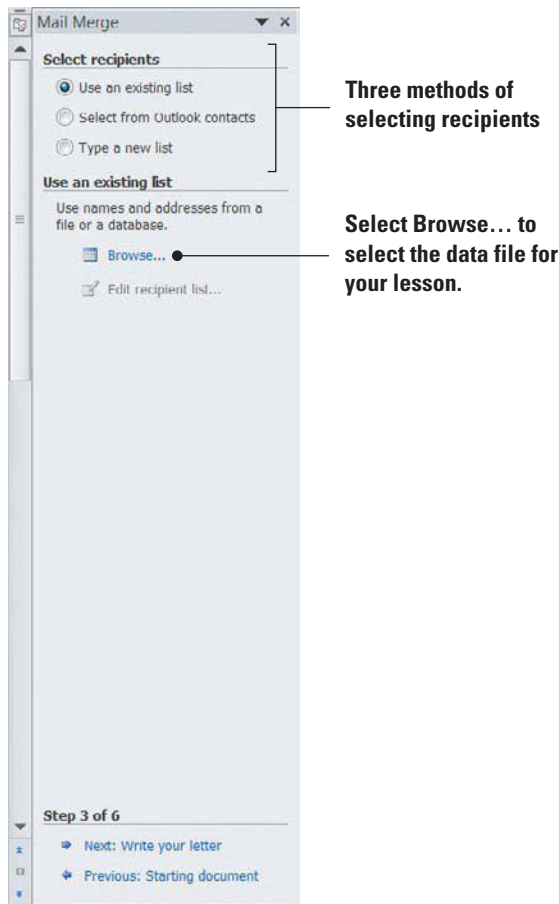 Mail Merge
Select recipients
Use an existing list
Select from Outlook contacts
Type a new list
Use an existing list
Use names and addresses from a
file or a database.
Browse...
Edit recipient list...
Step 3 of 6
Next: Write your letter
Previous: Starting document
Three methods of
selecting recipients
Select Browse… to
select the data file for
your lesson.